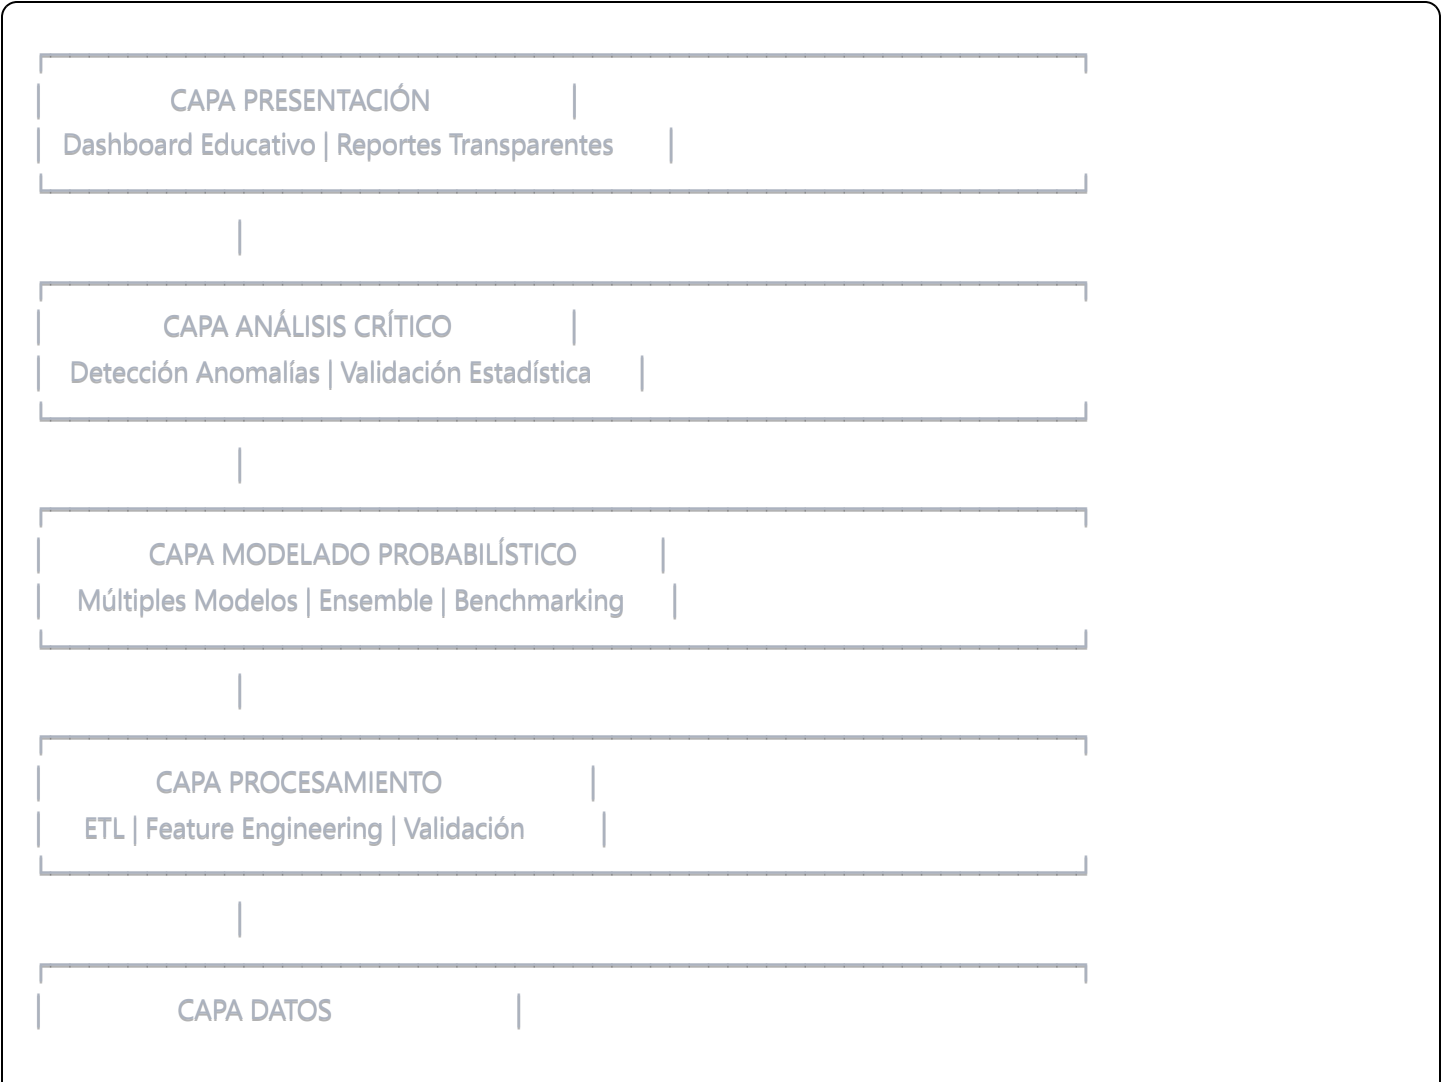 CAPA PRESENTACIÓN
Dashboard Educativo | Reportes Transparentes
CAPA ANÁLISIS CRÍTICO
Detección Anomalías | Validación Estadística
CAPA MODELADO PROBABILÍSTICO
Múltiples Modelos | Ensemble | Benchmarking
CAPA PROCESAMIENTO
ETL | Feature Engineering | Validación
CAPA DATOS